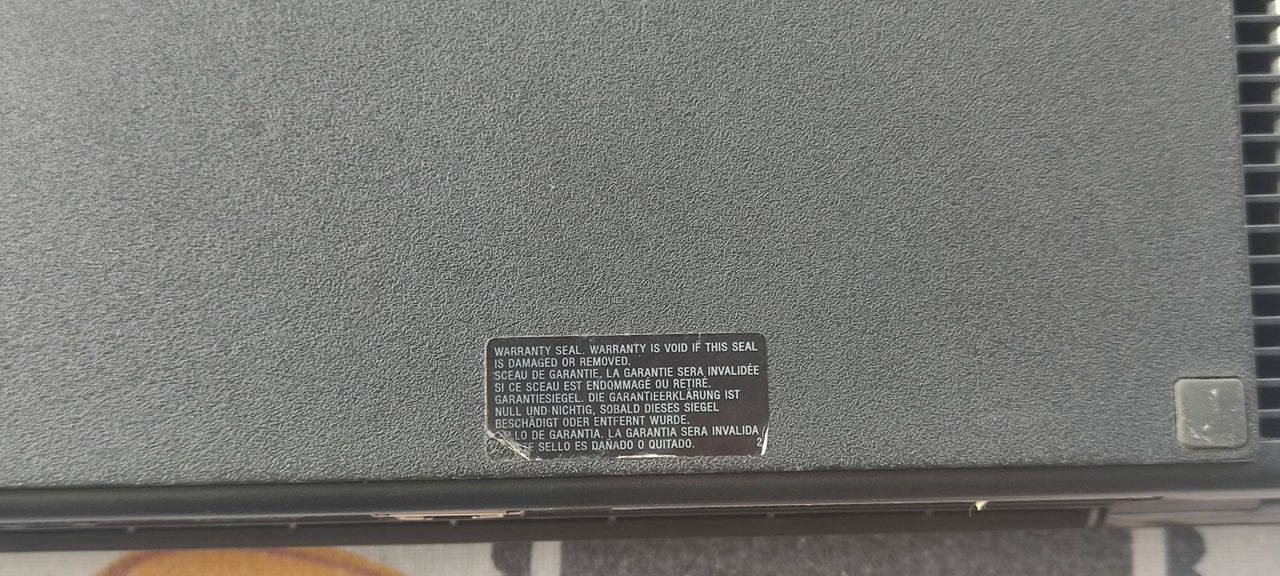 WARRANTY SEAL. WARRANTY IS VOID IF THIS SEAL
IS DAMAGED OR REMOVED.
SCEAU DE GARANTIE. LA GARANTIE SERA INVALIDÉE
SI CE SCEAU EST ENDOMMAGÉ OU RETIRÉ.
GARANTIESIEGEL. DIE GARANTIEERKLÄRUNG IST
NULL UND NICHTIG, SOBALD DIESES SIEGEL
BESCHÄDIGT ODER ENTFERNT WURDE.
LO DE GARANTIA. LA GARANTIA SERA INVALIDA
SELLO ES DAÑADO O QUITADO. 2